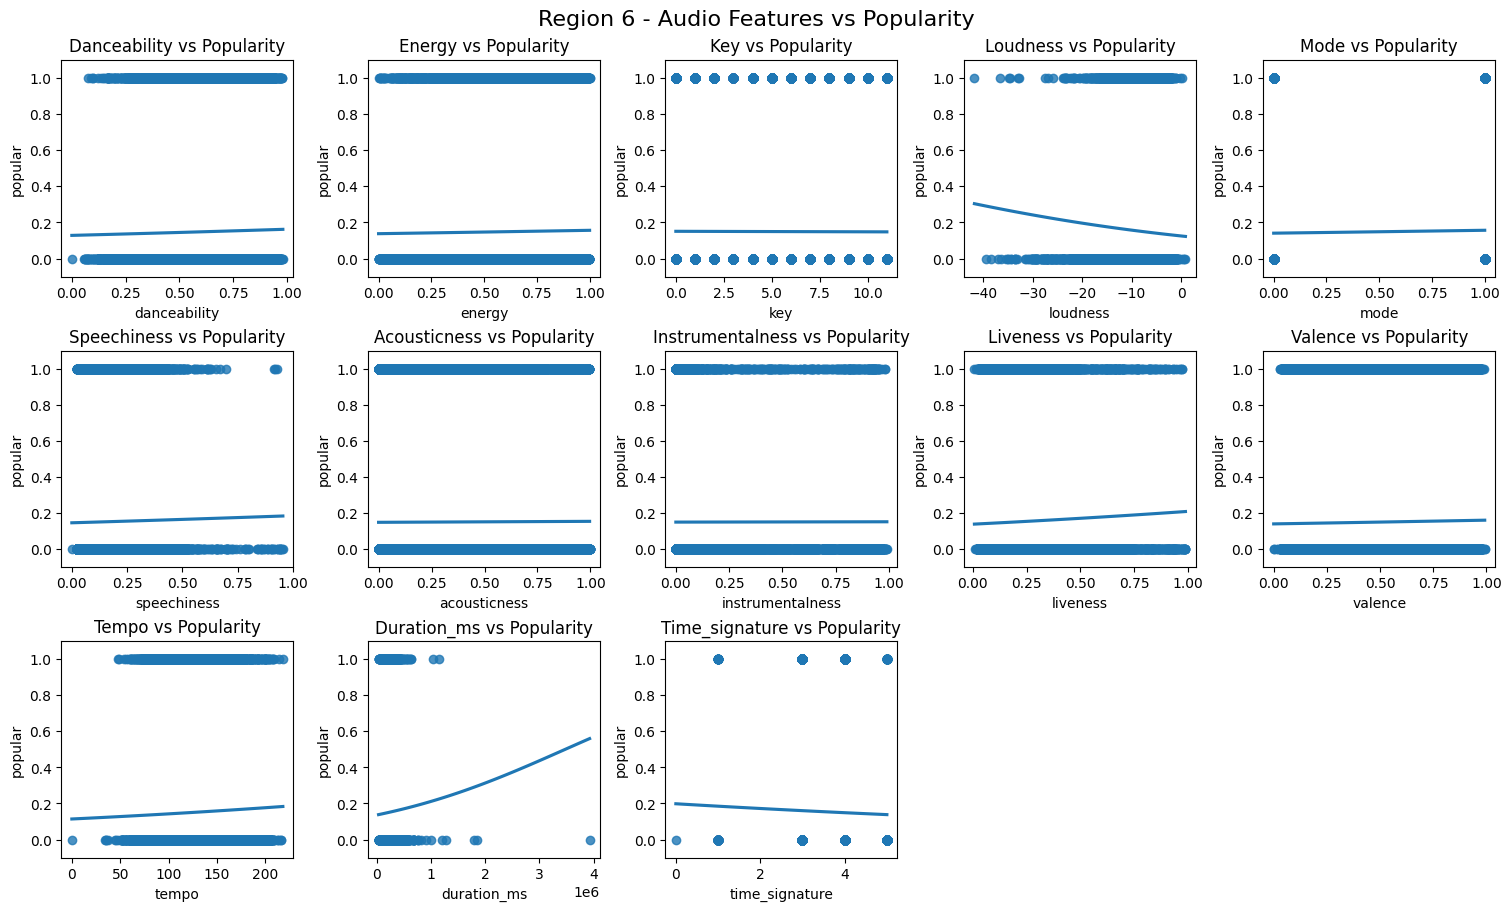 Region 6 - Audio Features vs Popularity
Danceability vs Popularity
popular
1.0
0.8
0.6
0.4
0.2
0.0
0.00 0.25 0.50 0.75 1.00
danceability
Energy vs Popularity
popular
1.0
0.8
0.6
0.4
0.2
0.0
0.00 0.25 0.50 0.75 1.00
energy
Key vs Popularity
popular
1.0
0.8
0.6
0.4
0.2
0.0
0.0 2.5 5.0 7.5 10.0
key
Loudness vs Popularity
popular
1.0
0.8
0.6
0.4
0.2
0.0
−40 −30 −20 −10 0
loudness
Mode vs Popularity
popular
1.0
0.8
0.6
0.4
0.2
0.0
0.00 0.25 0.50 0.75 1.00
mode
Speechiness vs Popularity
popular
1.0
0.8
0.6
0.4
0.2
0.0
0.00 0.25 0.50 0.75 1.00
speechiness
Acousticness vs Popularity
popular
1.0
0.8
0.6
0.4
0.2
0.0
0.00 0.25 0.50 0.75 1.00
acousticness
Instrumentalness vs Popularity
popular
1.0
0.8
0.6
0.4
0.2
0.0
0.00 0.25 0.50 0.75 1.00
instrumentalness
Liveness vs Popularity
popular
1.0
0.8
0.6
0.4
0.2
0.0
0.00 0.25 0.50 0.75 1.00
liveness
Valence vs Popularity
popular
1.0
0.8
0.6
0.4
0.2
0.0
0.00 0.25 0.50 0.75 1.00
valence
Tempo vs Popularity
popular
1.0
0.8
0.6
0.4
0.2
0.0
0 50 100 150 200
tempo
Duration_ms vs Popularity
popular
1.0
0.8
0.6
0.4
0.2
0.0
0 1 2 3 4
1e6
duration_ms
Time_signature vs Popularity
popular
1.0
0.8
0.6
0.4
0.2
0.0
0 2 4
time_signature